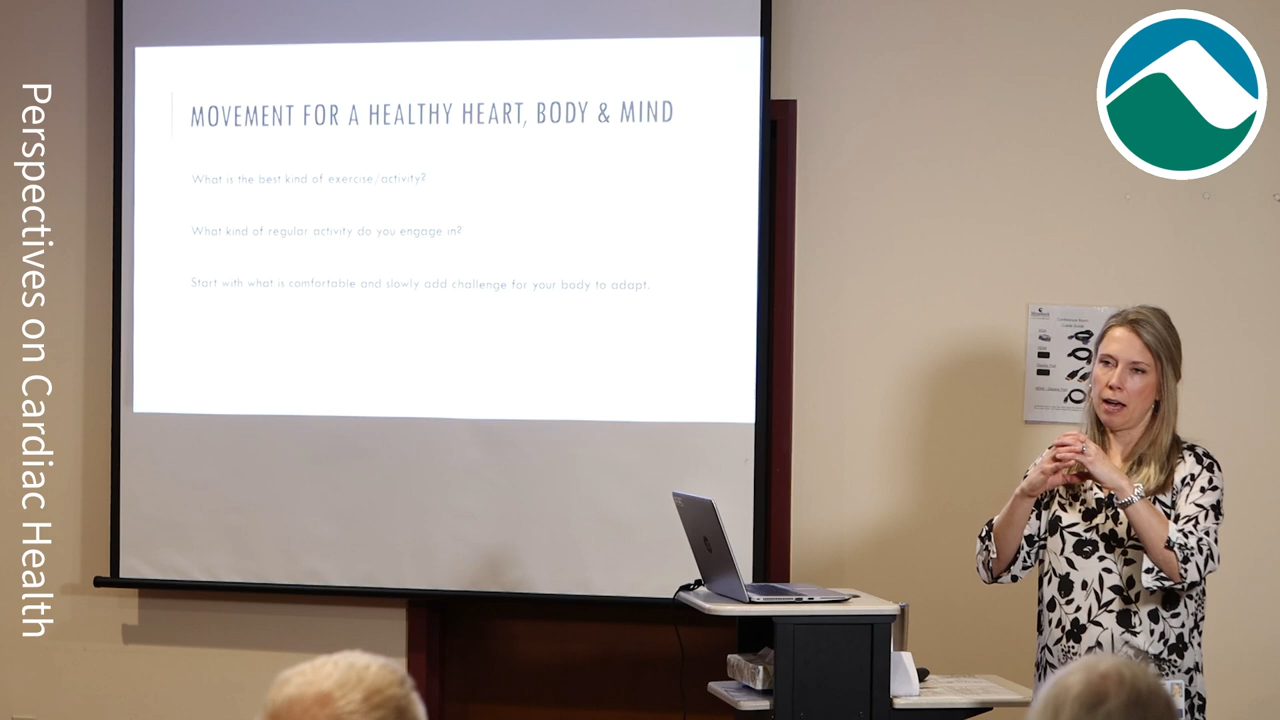 Perspectives on Cardiac Health
MOVEMENT FOR A HEALTHY HEART, BODY & MIND
What is the best kind of exercise/activity?
What kind of regular activity do you engage in?
Start with what is comfortable and slowly add challenge for your body to adapt.